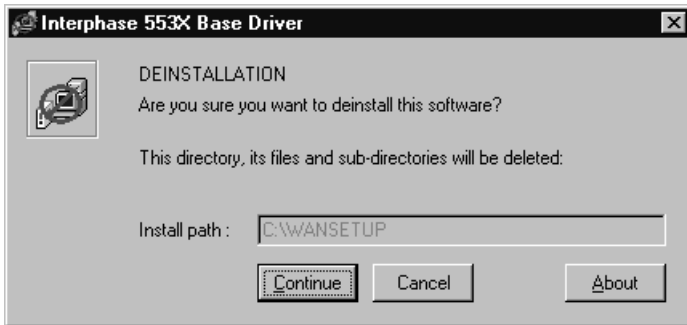 Interphase 553X Base Driver
DEINSTALLATION
Are you sure you want to deinstall this software?
This directory, its files and sub-directories will be deleted:
Install path : C:\WANSETUP
Continue Cancel About